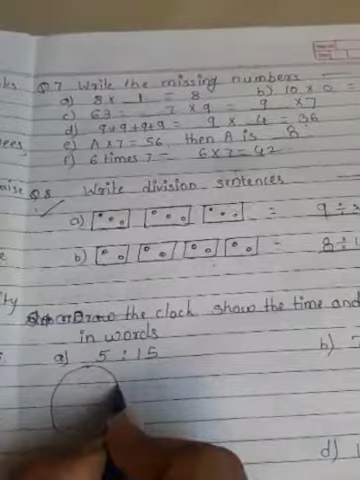 Q.7 Write the missing numbers
a) 8 x 1 = 8 b) 10 x 0 =
c) 63 = 7 x 9 = 9 x 7
d) 9+9+9+9 = 9 x 4 = 36
e) A x 7 = 56, then A is 8
f) 6 times 7 = 6 x 7 = 42
Q.8 Write division sentences
a) = 9 ÷ 3
b) = 8 ÷
Draw the clock show the time and
in words
a) 5 : 15 b)
d)